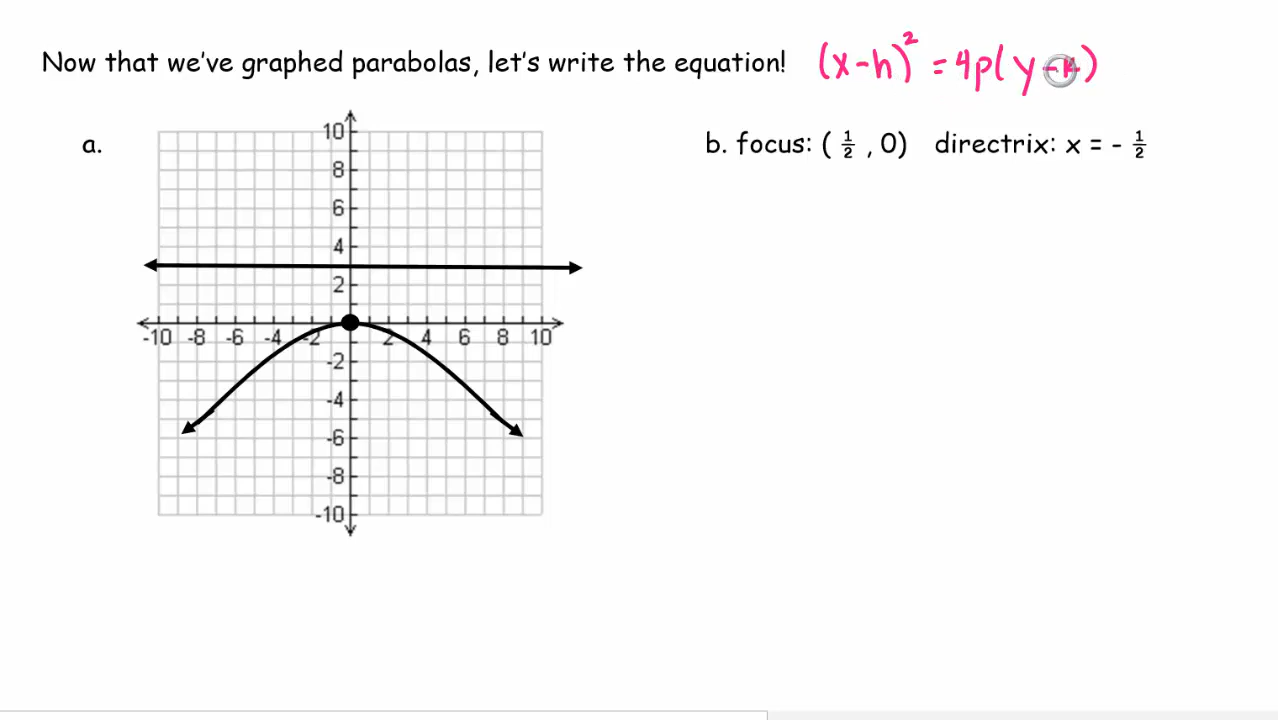 Now that we've graphed parabolas, let's write the equation! (x-h)² = 4p(y-k)
a.
b. focus: ( ½ , 0) directrix: x = - ½
10
8
6
4
2
-10 -8 -6 -4 -2 2 4 6 8 10
-2
-4
-6
-8
-10